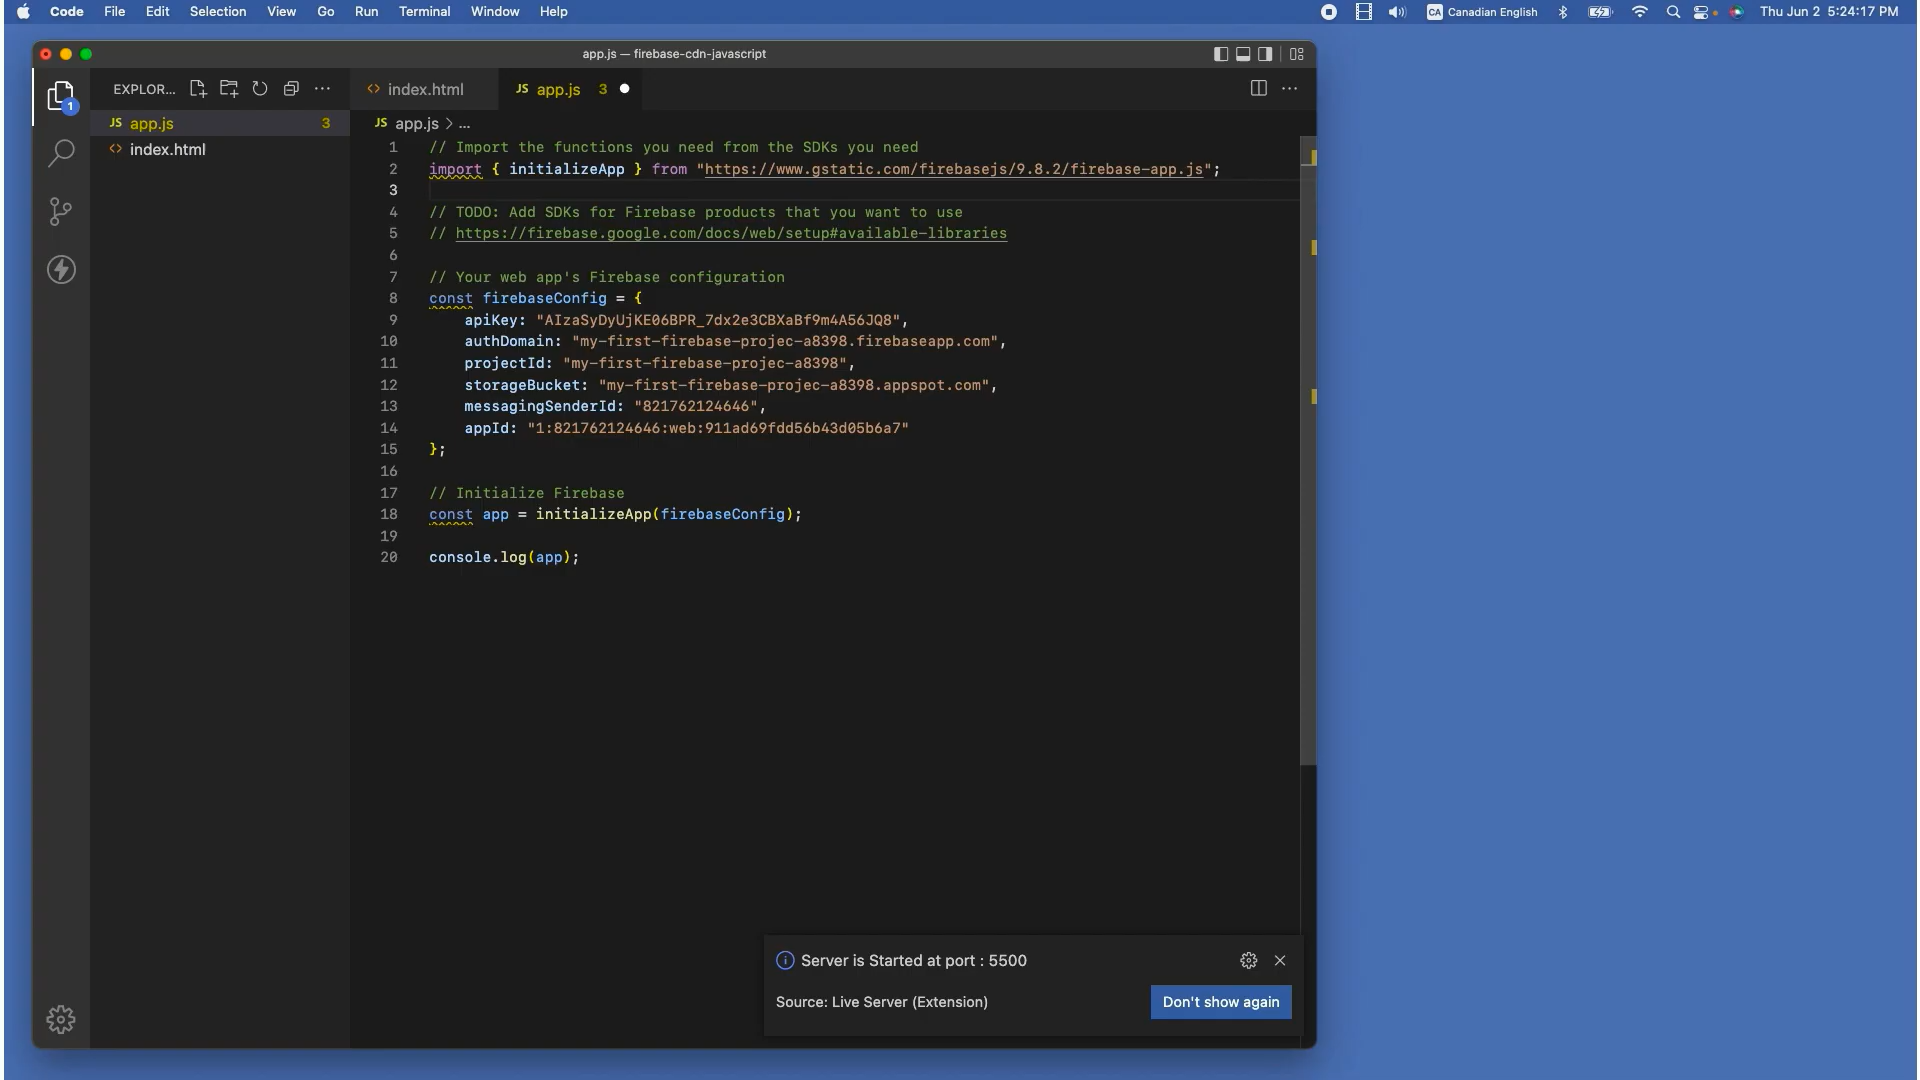 Code File Edit Selection View Go Run Terminal Window Help CA Canadian English Thu Jun 2 5:24:17 PM
app.js — firebase-cdn-javascript
EXPLOR...
index.html
JS app.js 3
JS app.js 3
index.html
JS app.js > ...
1 // Import the functions you need from the SDKs you need
2 import { initializeApp } from "https://www.gstatic.com/firebasejs/9.8.2/firebase-app.js";
3
4 // TODO: Add SDKs for Firebase products that you want to use
5 // https://firebase.google.com/docs/web/setup#available-libraries
6
7 // Your web app's Firebase configuration
8 const firebaseConfig = {
9 apiKey: "AIzaSyDyUjKE06BPR_7dx2e3CBXaBf9m4A56JQ8",
10 authDomain: "my-first-firebase-projec-a8398.firebaseapp.com",
11 projectId: "my-first-firebase-projec-a8398",
12 storageBucket: "my-first-firebase-projec-a8398.appspot.com",
13 messagingSenderId: "821762124646",
14 appId: "1:821762124646:web:911ad69fdd56b43d05b6a7"
15 };
16
17 // Initialize Firebase
18 const app = initializeApp(firebaseConfig);
19
20 console.log(app);
1
Server is Started at port : 5500
Source: Live Server (Extension)
Don't show again